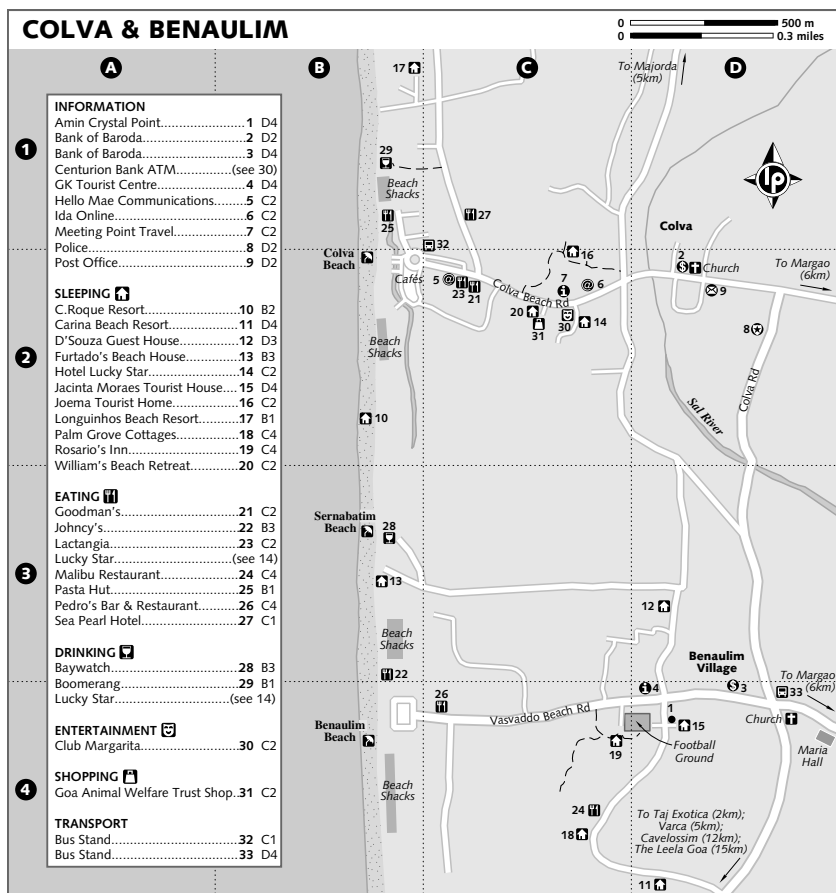 COLVA & BENAULIM
0 500 m
0 0.3 miles
A B C D
1
2
3
4
INFORMATION
Amin Crystal Point........................1 D4
Bank of Baroda..............................2 D2
Bank of Baroda..............................3 D4
Centurion Bank ATM................(see 30)
GK Tourist Centre..........................4 D4
Hello Mae Communications..........5 C2
Ida Online.....................................6 C2
Meeting Point Travel.....................7 C2
Police............................................8 D2
Post Office....................................9 D2
SLEEPING
C.Roque Resort...........................10 B2
Carina Beach Resort....................11 D4
D'Souza Guest House..................12 D3
Furtado's Beach House................13 B3
Hotel Lucky Star..........................14 C2
Jacinta Moraes Tourist House......15 D4
Joema Tourist Home...................16 C2
Longuinhos Beach Resort............17 B1
Palm Grove Cottages...................18 C4
Rosario's Inn...............................19 C4
William's Beach Retreat...............20 C2
EATING
Goodman's..................................21 C2
Johncy's......................................22 B3
Lactangia....................................23 C2
Lucky Star..................................(see 14)
Malibu Restaurant.......................24 C4
Pasta Hut....................................25 B1
Pedro's Bar & Restaurant............26 C4
Sea Pearl Hotel............................27 C1
DRINKING
Baywatch....................................28 B3
Boomerang..................................29 B1
Lucky Star..................................(see 14)
ENTERTAINMENT
Club Margarita............................30 C2
SHOPPING
Goa Animal Welfare Trust Shop..31 C2
TRANSPORT
Bus Stand....................................32 C1
Bus Stand....................................33 D4
17
To Majorda
(5km)
29
Beach
Shacks
25
27
32
lp
Colva
Colva
Beach
Cafés
5 @
23
21
Colva Beach Rd
16
7
@ 6
20
31
30
14
2
$
Church
9
To Margao
(6km)
8
Beach
Shacks
Colva Rd
Sal River
10
Sernabatim
Beach
28
13
12
Beach
Shacks
22
Benaulim
Village
To Margao
(6km)
26
4
$ 3
33
Vasvaddo Beach Rd
1
15
Church
Benaulim
Beach
19
Football
Ground
Maria
Hall
Beach
Shacks
24
18
To Taj Exotica (2km);
Varca (5km);
Cavelossim (12km);
The Leela Goa (15km)
11